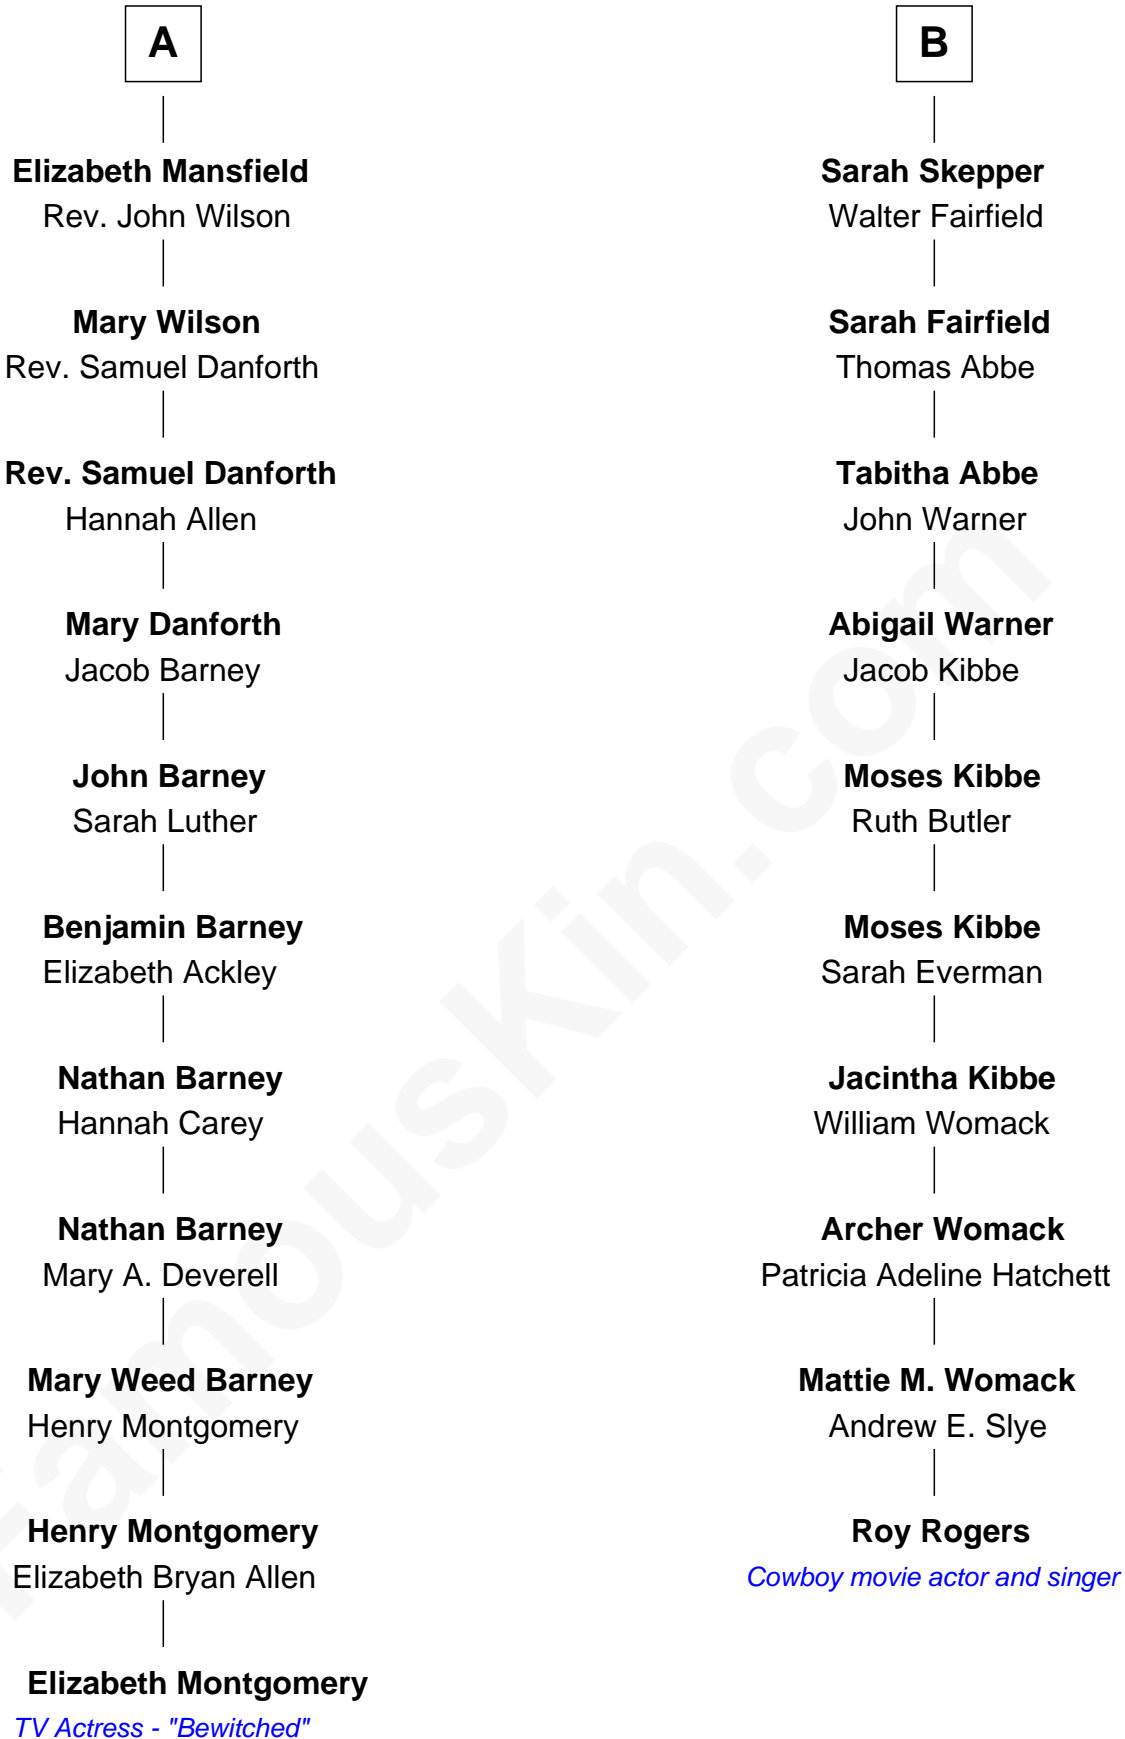 A
Elizabeth Mansfield
Rev. John Wilson
Mary Wilson
Rev. Samuel Danforth
Rev. Samuel Danforth
Hannah Allen
Mary Danforth
Jacob Barney
John Barney
Sarah Luther
Benjamin Barney
Elizabeth Ackley
Nathan Barney
Hannah Carey
Nathan Barney
Mary A. Deverell
Mary Weed Barney
Henry Montgomery
Henry Montgomery
Elizabeth Bryan Allen
Elizabeth Montgomery
TV Actress - "Bewitched"
B
Sarah Skepper
Walter Fairfield
Sarah Fairfield
Thomas Abbe
Tabitha Abbe
John Warner
Abigail Warner
Jacob Kibbe
Moses Kibbe
Ruth Butler
Moses Kibbe
Sarah Everman
Jacintha Kibbe
William Womack
Archer Womack
Patricia Adeline Hatchett
Mattie M. Womack
Andrew E. Slye
Roy Rogers
Cowboy movie actor and singer
FamousKin.com